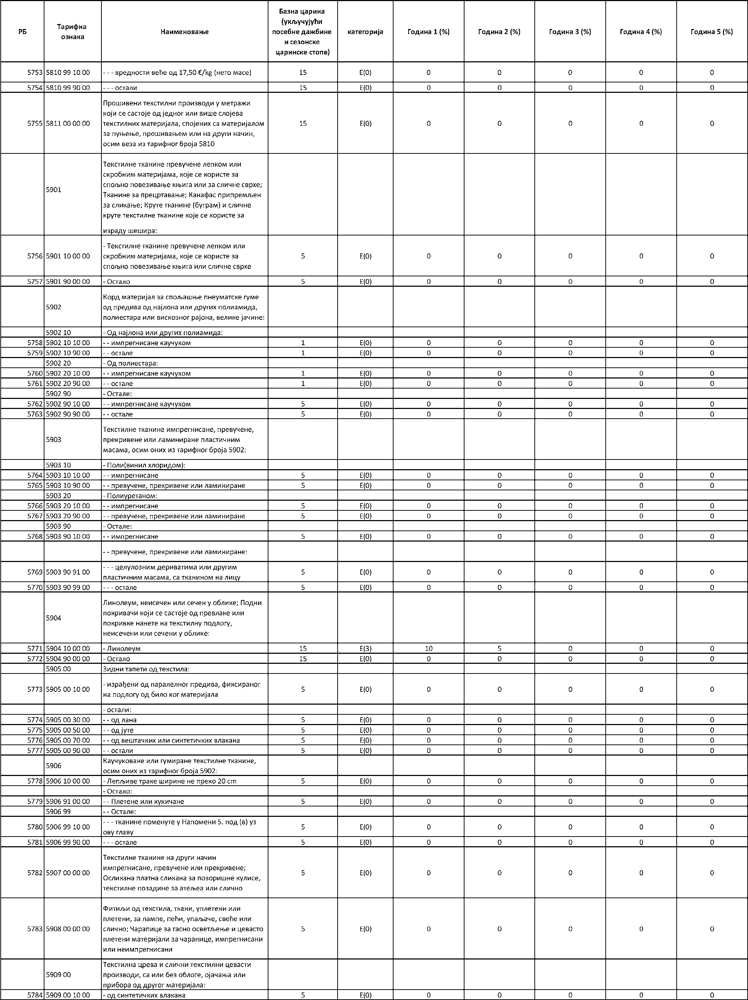 РБ Тарифна ознака Наименовање Базна царина (укључујући посебне дажбине и сезонске царинске стопе) категорија Година 1 (%) Година 2 (%) Година 3 (%) Година 4 (%) Година 5 (%)
5753 5810 99 10 00 - - - вредности веће од 17,50 €/kg (нето масе) 15 E(0) 0 0 0 0 0
5754 5810 99 90 00 - - - остали 15 E(0) 0 0 0 0 0
Прошивени текстилни производи у метражи
који се састоје од једног или више слојева
5755 5811 00 00 00 текстилних материјала, спојених са материјалом 15 E(0) 0 0 0 0 0
за пуњење, прошивањем или на други начин,
осим веза из тарифног броја 5810
Текстилне тканине превучене лепком или
скробним материјама, које се користе за
спољно повезивање књига или за сличне сврхе;
5901 Тканине за прецртавање; Канафас припремљен
за сликање; Круте тканине (буграм) и сличне
круте текстилне тканине које се користе за
израду шешира:
- Текстилне тканине превучене лепком или
5756 5901 10 00 00 скробним материјама, које се користе за 5 E(0) 0 0 0 0 0
спољно повезивање књига или сличне сврхе
5757 5901 90 00 00 - Остало 5 E(0) 0 0 0 0 0
Корд материјал за спољашње пнеуматске гуме
5902 од предива од најлона или других полиамида,
полиестара или вискозног рајона, велике јачине:
5902 10 - Од најлона или других полиамида:
5758 5902 10 10 00 - - импрегнисане каучуком 1 E(0) 0 0 0 0 0
5759 5902 10 90 00 - - остале 1 E(0) 0 0 0 0 0
5902 20 - Од полиестара:
5760 5902 20 10 00 - - импрегнисане каучуком 1 E(0) 0 0 0 0 0
5761 5902 20 90 00 - - остале 1 E(0) 0 0 0 0 0
5902 90 - Остале:
5762 5902 90 10 00 - - импрегнисане каучуком 5 E(0) 0 0 0 0 0
5763 5902 90 90 00 - - остале 5 E(0) 0 0 0 0 0
Текстилне тканине импрегнисане, превучене,
5903 прекривене или ламиниране пластичним
масама, осим оних из тарифног броја 5902:
5903 10 - Поли(винил хлоридом):
5764 5903 10 10 00 - - импрегнисане 5 E(0) 0 0 0 0 0
5765 5903 10 90 00 - - превучене, прекривене или ламиниране 5 E(0) 0 0 0 0 0
5903 20 - Полиуретаном:
5766 5903 20 10 00 - - импрегнисане 5 E(0) 0 0 0 0 0
5767 5903 20 90 00 - - превучене, прекривене или ламиниране 5 E(0) 0 0 0 0 0
5903 90 - Остале:
5768 5903 90 10 00 - - импрегнисане 5 E(0) 0 0 0 0 0
- - превучене, прекривене или ламиниране:
5769 5903 90 91 00 - - - целулозним дериватима или другим 5 E(0) 0 0 0 0 0
пластичним масама, са тканином на лицу
5770 5903 90 99 00 - - - остале 5 E(0) 0 0 0 0 0
Линолеум, неисечен или сечен у облике; Подни
5904 покривачи који се састоје од превлаке или
покривке нанете на текстилну подлогу,
неисечени или сечени у облике:
5771 5904 10 00 00 - Линолеум 15 E(3) 10 5 0 0 0
5772 5904 90 00 00 - Остало 15 E(0) 0 0 0 0 0
5905 00 Зидни тапети од текстила:
5773 5905 00 10 00 - израђени од паралелног предива, фиксираног 5 E(0) 0 0 0 0 0
на подлогу од било ког материјала
- остали:
5774 5905 00 30 00 - - од лана 5 E(0) 0 0 0 0 0
5775 5905 00 50 00 - - од јуте 5 E(0) 0 0 0 0 0
5776 5905 00 70 00 - - од вештачких или синтетичких влакана 5 E(0) 0 0 0 0 0
5777 5905 00 90 00 - - остали 5 E(0) 0 0 0 0 0
5906 Каучуковане или гумиране текстилне тканине,
осим оних из тарифног броја 5902:
5778 5906 10 00 00 - Лепљиве траке ширине не преко 20 cm 5 E(0) 0 0 0 0 0
- Остало:
5779 5906 91 00 00 - - Плетене или кукичане 5 E(0) 0 0 0 0 0
5906 99 - - Остале:
5780 5906 99 10 00 - - - тканине поменуте у Напомени 5. под (в) уз 5 E(0) 0 0 0 0 0
ову главу
5781 5906 99 90 00 - - - остале 5 E(0) 0 0 0 0 0
Текстилне тканине на други начин
5782 5907 00 00 00 импрегнисане, превучене или прекривене; 5 E(0) 0 0 0 0 0
Осликана платна сликана за позоришне кулисе,
текстилне позадине за атељеа или слично
Фитиљи од текстила, ткани, уплетени или
плетени, за лампе, пећи, упаљаче, свеће или
5783 5908 00 00 00 слично; Чарапице за гасно осветљење и цевасто 5 E(0) 0 0 0 0 0
плетени материјали за чарапице, импрегнисани
или неимпрегнисани
Текстилна црева и слични текстилни цевасти
5909 00 производи, са или без облоге, ојачања или
прибора од другог материјала:
5784 5909 00 10 00 - од синтетичких влакана 5 E(0) 0 0 0 0 0